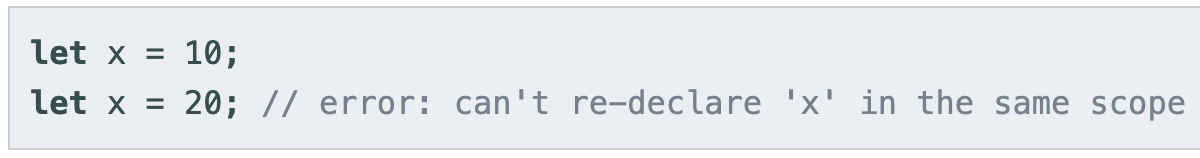 let x = 10;
let x = 20; // error: can't re-declare 'x' in the same scope